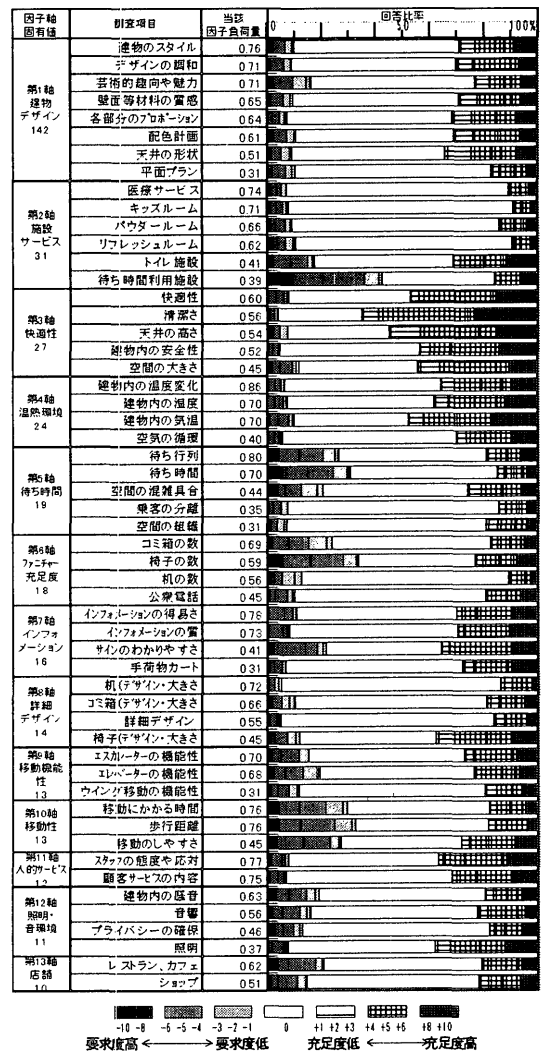 因子軸 固有値 調査項目 当該 因子負荷量 回答比率
0 50 100%
第1軸 建物 デザイン 142
建物のスタイル 0.76
デザインの調和 0.71
芸術的趣向や魅力 0.71
壁面等材料の質感 0.65
各部分のプロポーション 0.64
配色計画 0.61
天井の形状 0.51
平面プラン 0.31
第2軸 施設 サービス 31
医療サービス 0.74
キッズルーム 0.71
パウダールーム 0.66
リフレッシュルーム 0.62
トイレ施設 0.41
待ち時間利用施設 0.39
第3軸 快適性 27
快適性 0.60
清潔さ 0.56
天井の高さ 0.54
建物内の安全性 0.52
空間の大きさ 0.45
第4軸 温熱環境 24
建物内の温度変化 0.86
建物内の湿度 0.70
建物内の気温 0.70
空気の循環 0.40
第5軸 待ち時間 19
待ち行列 0.80
待ち時間 0.70
空間の混雑具合 0.44
乗客の分離 0.35
空間の組織 0.31
第6軸 ファニチャー 充足度 18
ゴミ箱の数 0.69
椅子の数 0.59
机の数 0.56
公衆電話 0.45
第7軸 インフォメーション 16
インフォメーションの得易さ 0.78
インフォメーションの質 0.73
サインのわかりやすさ 0.41
手荷物カート 0.31
第8軸 詳細 デザイン 14
机(デザイン・大きさ 0.72
ゴミ箱(デザイン・大きさ 0.66
詳細デザイン 0.55
椅子(デザイン・大きさ 0.45
第9軸 移動機能性 13
エスカレーターの機能性 0.70
エレベーターの機能性 0.68
ウイング移動の機能性 0.31
第10軸 移動性 13
移動にかかる時間 0.76
歩行距離 0.76
移動のしやすさ 0.45
第11軸 人的サービス 12
スタッフの態度や応対 0.77
顧客サービスの内容 0.75
第12軸 照明・音環境 11
建物内の騒音 0.63
音響 0.56
プライバシーの確保 0.46
照明 0.37
第13軸 店舗 10
レストラン、カフェ 0.62
ショップ 0.51
-10 -8 -6 -5 -4 -3 -2 -1 0 +1 +2 +3 +4 +5 +6 +8 +10
要求度高 ←→ 要求度低 充足度低 ←→ 充足度高